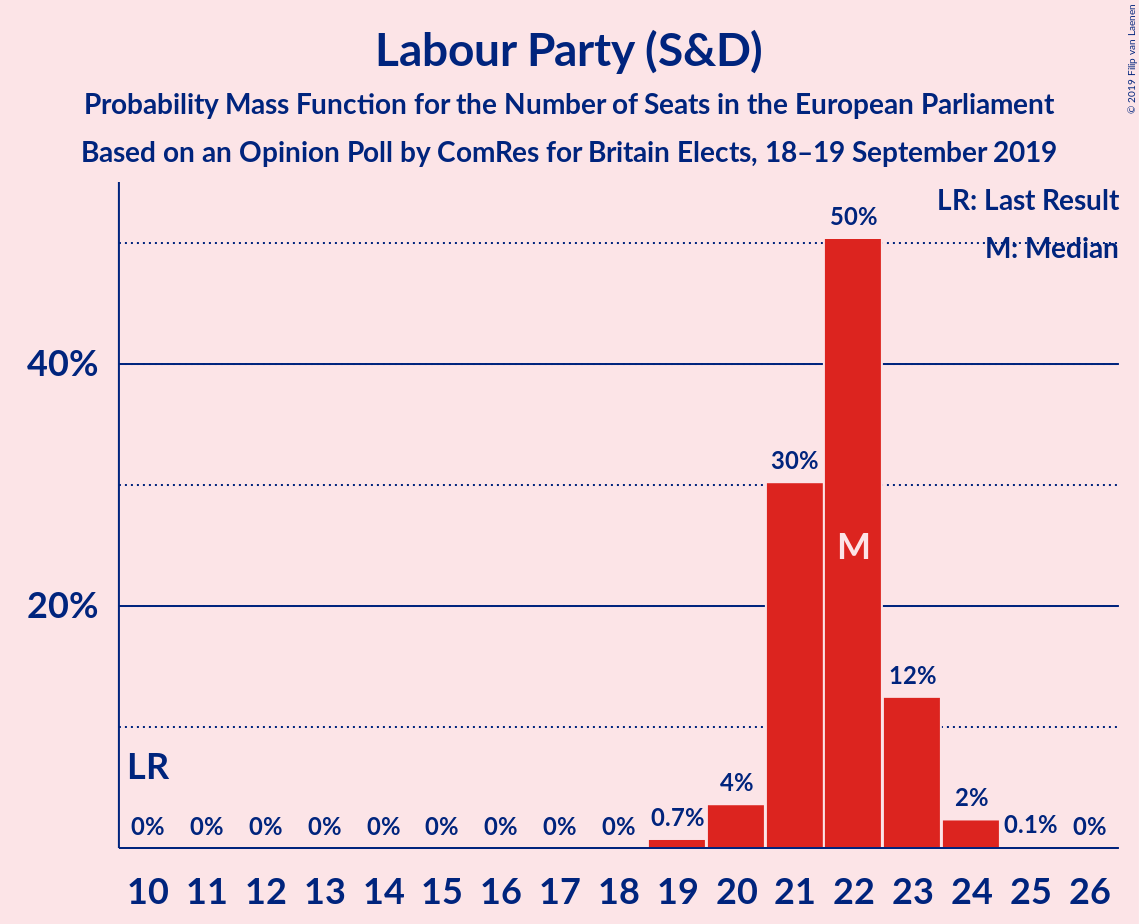 Labour Party (S&D)
Probability Mass Function for the Number of Seats in the European Parliament
Based on an Opinion Poll by ComRes for Britain Elects, 18–19 September 2019
© 2019 Filip van Laenen
LR: Last Result
M: Median
50%
40%
30%
M
20%
12%
LR
4%
2%
0% 0% 0% 0% 0% 0% 0% 0% 0% 0.7% 0.1% 0%
10 11 12 13 14 15 16 17 18 19 20 21 22 23 24 25 26